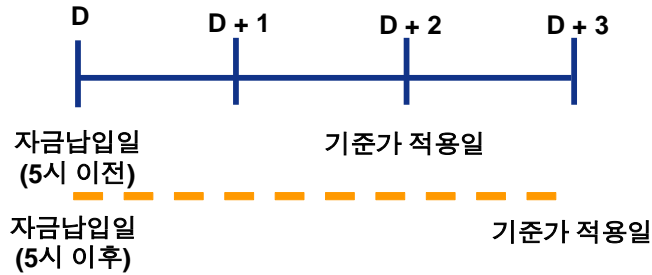 D D + 1 D + 2 D + 3
자금납입일 기준가 적용일
(5시 이전)
자금납입일 기준가 적용일
(5시 이후)